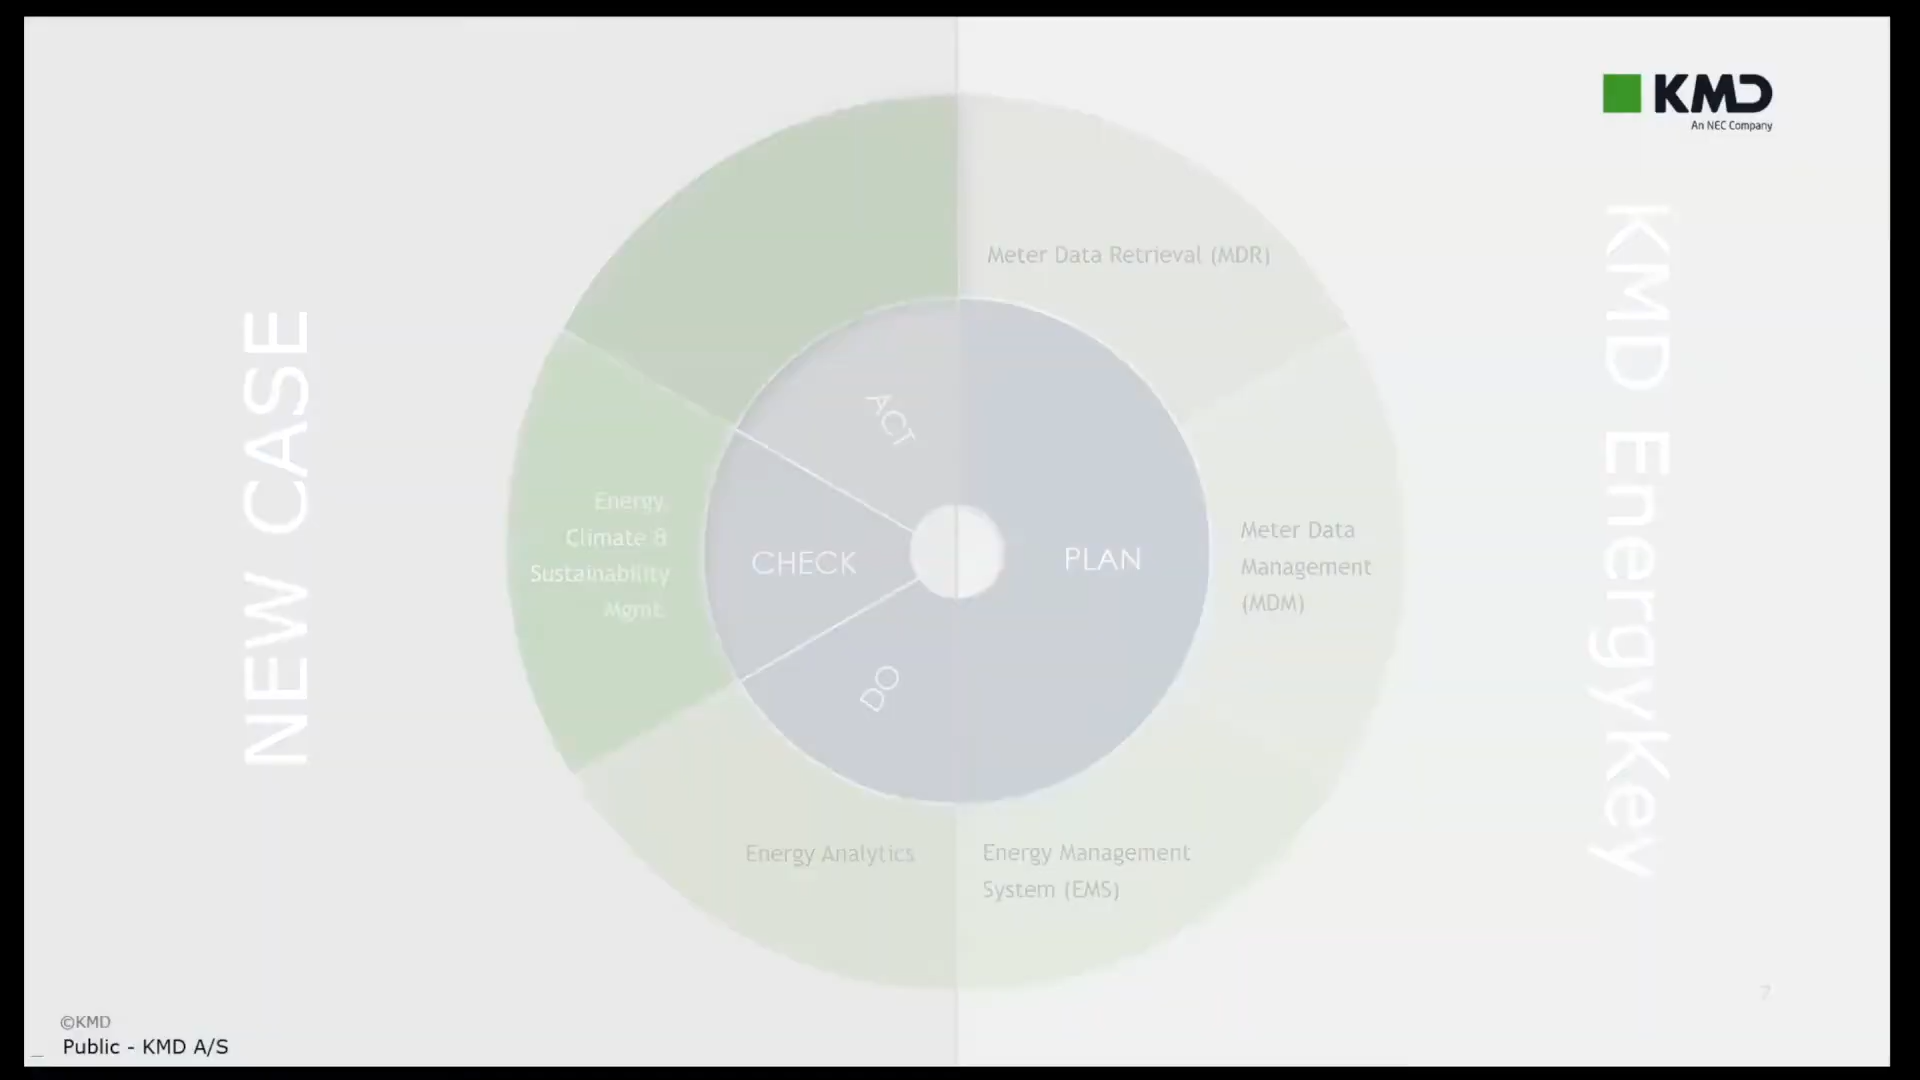 KMD
An NEC Company
NEW CASE
KMD EnergyKey
Meter Data Retrieval (MDR)
ACT
Energy,
Climate &
Sustainability
Mgmt.
CHECK
PLAN
Meter Data
Management
(MDM)
DO
Energy Analytics
Energy Management
System (EMS)
7
©KMD
Public - KMD A/S